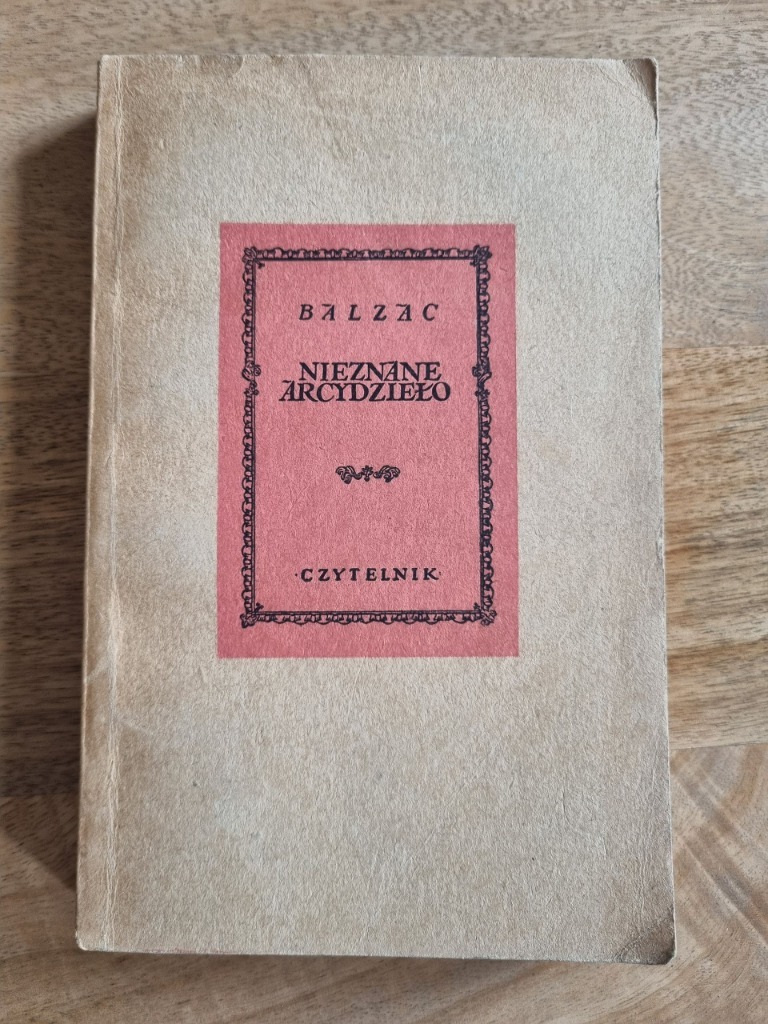 BALZAC
NIEZNANE
ARCYDZIEŁO
·CZYTELNIK·